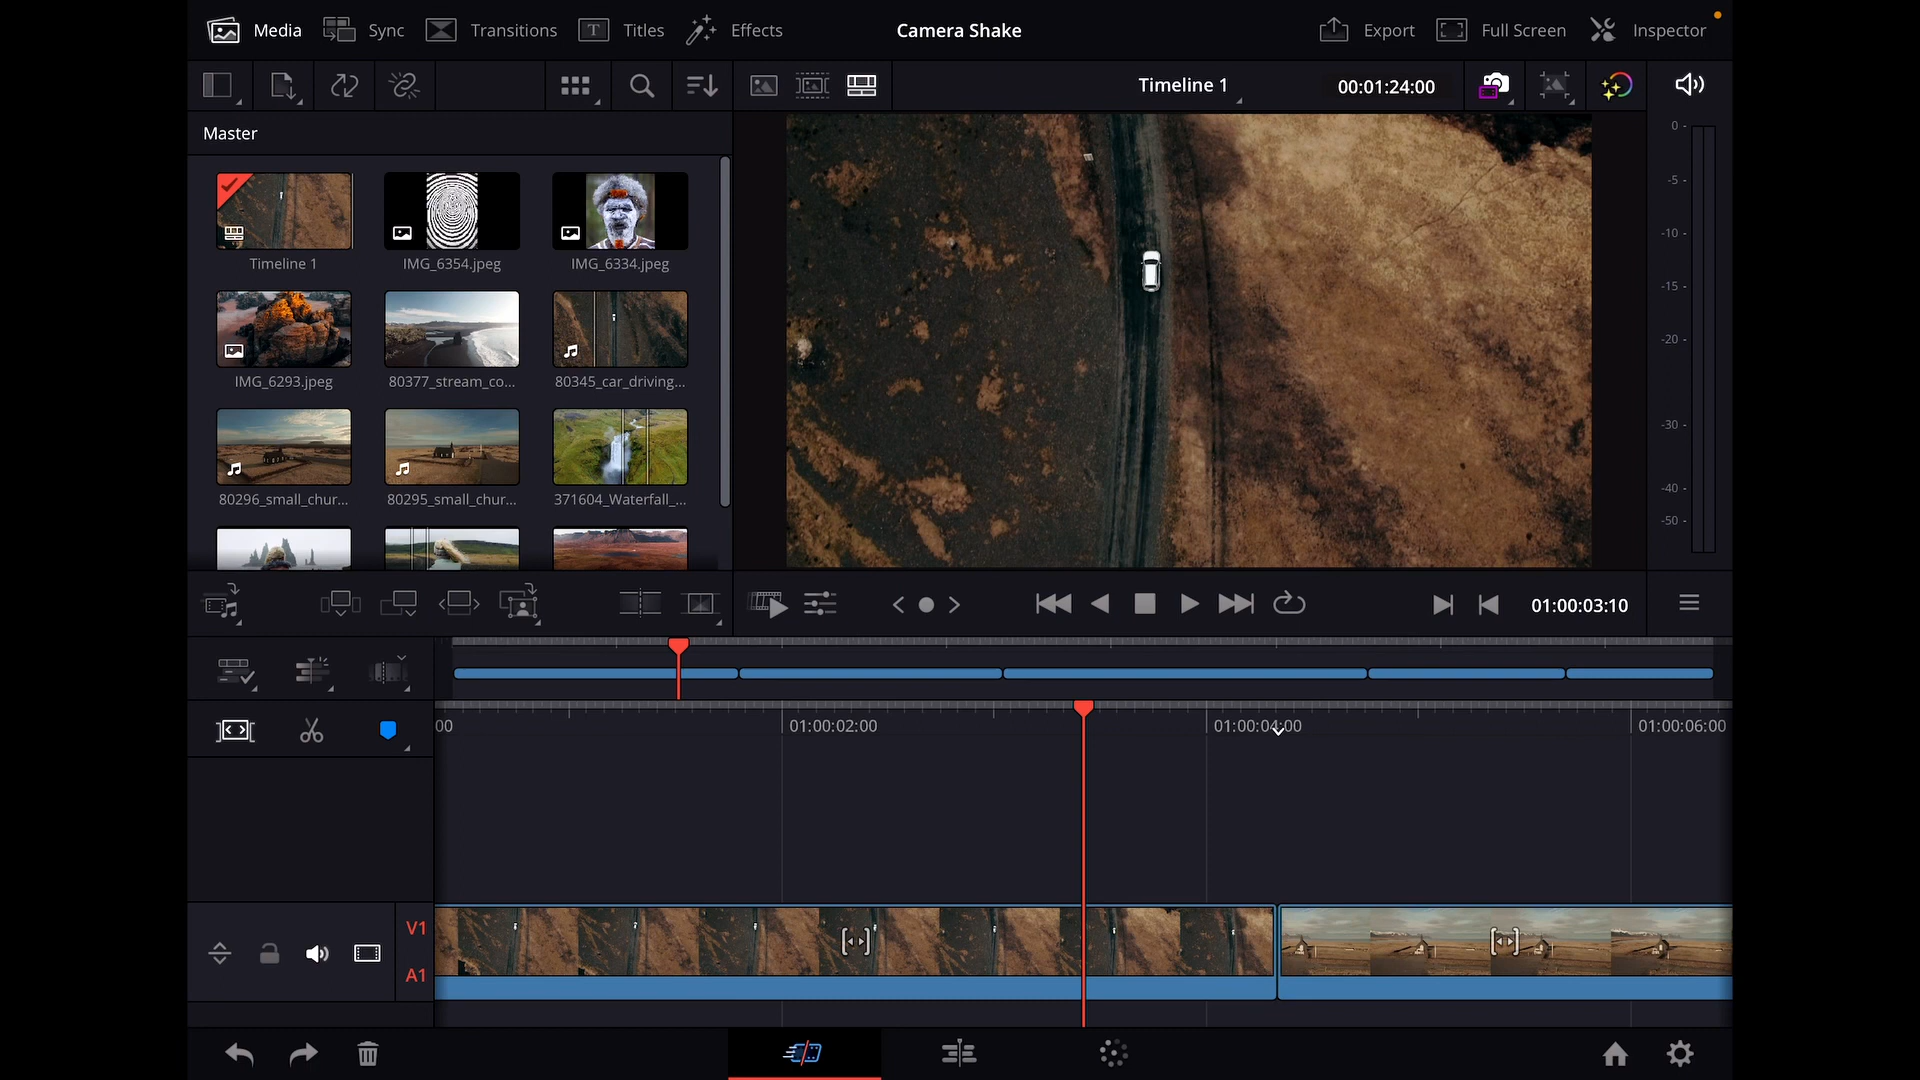 Media
Sync
Transitions
Titles
Effects
Camera Shake
Export
Full Screen
Inspector
Timeline 1
00:01:24:00
Master
Timeline 1
IMG_6354.jpeg
IMG_6334.jpeg
IMG_6293.jpeg
80377_stream_co...
80345_car_driving...
80296_small_chur...
80295_small_chur...
371604_Waterfall_...
0
-5
-10
-15
-20
-30
-40
-50
01:00:03:10
00
01:00:02:00
01:00:04:00
01:00:06:00
V1
A1